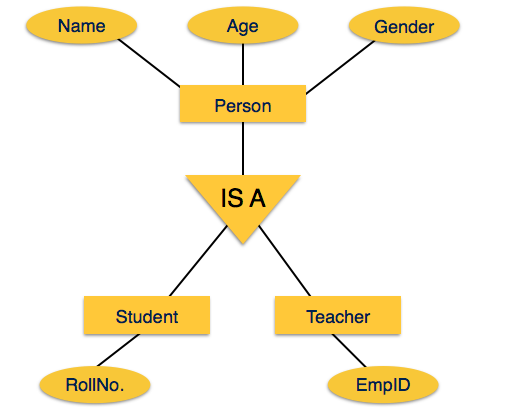 Name
Age
Gender
Person
IS A
Student
Teacher
RollNo.
EmpID